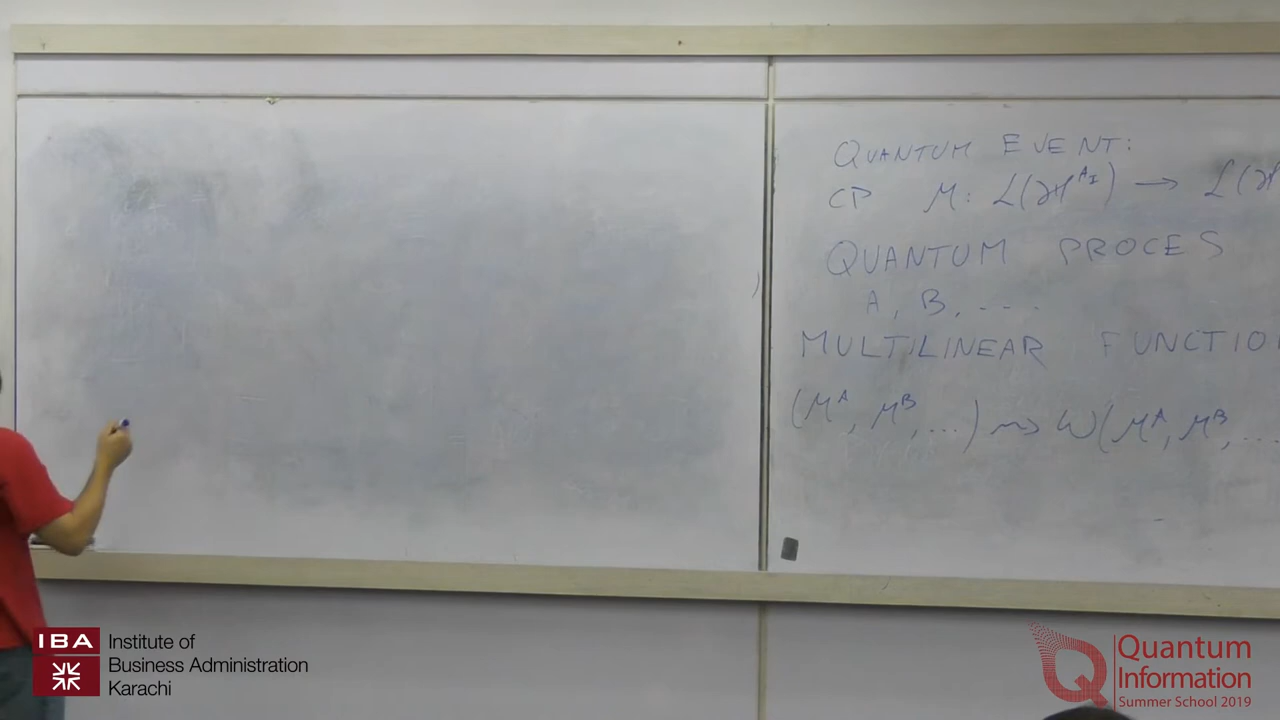 QUANTUM EVENT:
CP M: L(H^{A_I}) → L(H
QUANTUM PROCES
A, B, ----
MULTILINEAR FUNCTIO
(M^A, M^B, ...) ⇝ W(M^A, M^B, ...
IBA
Institute of
Business Administration
Karachi
Quantum
Information
Summer School 2019